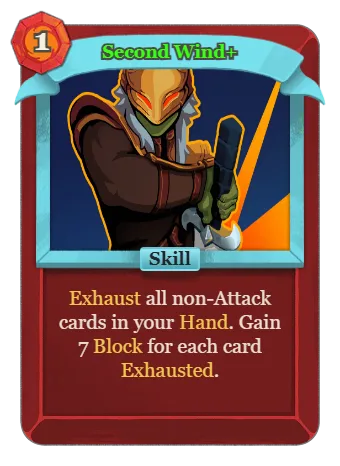 1
Second Wind+
Skill
Exhaust all non-Attack
cards in your Hand. Gain
7 Block for each card
Exhausted.